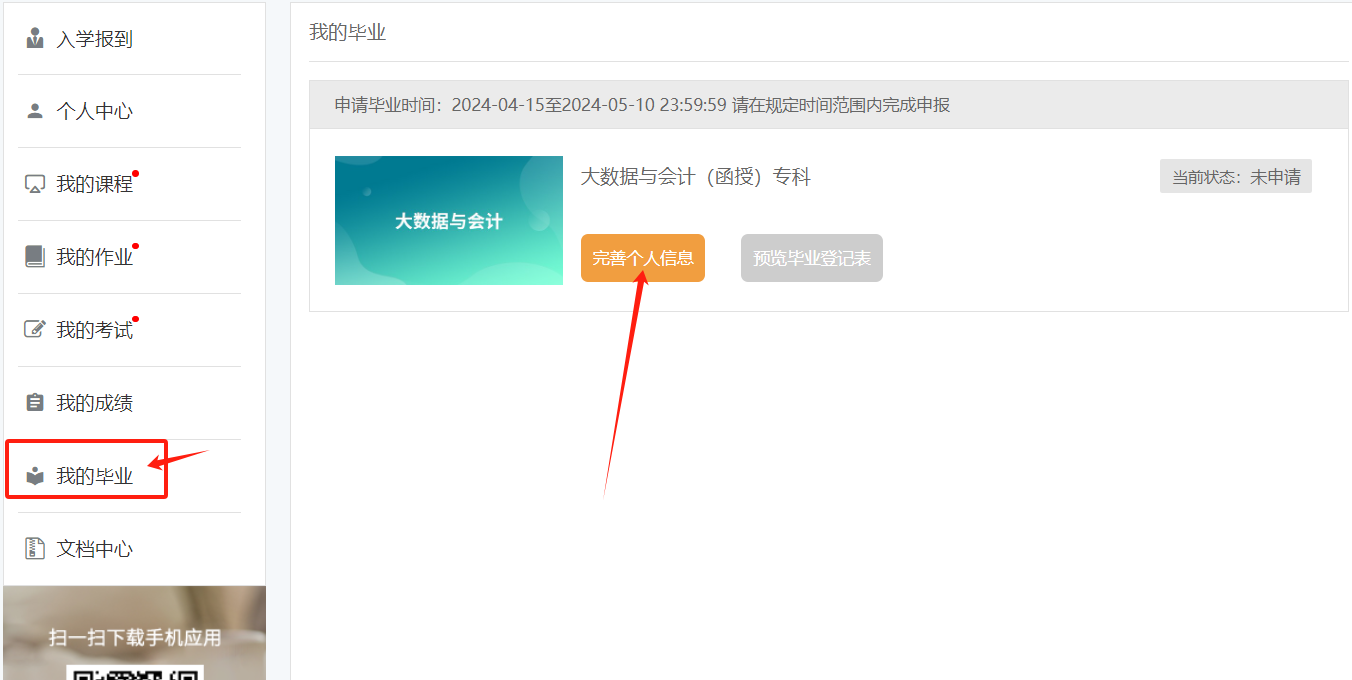 入学报到
个人中心
我的课程
我的作业
我的考试
我的成绩
我的毕业
文档中心
扫一扫下载手机应用
我的毕业
申请毕业时间：2024-04-15至2024-05-10 23:59:59 请在规定时间范围内完成申报
大数据与会计
大数据与会计（函授）专科
当前状态：未申请
完善个人信息
预览毕业登记表